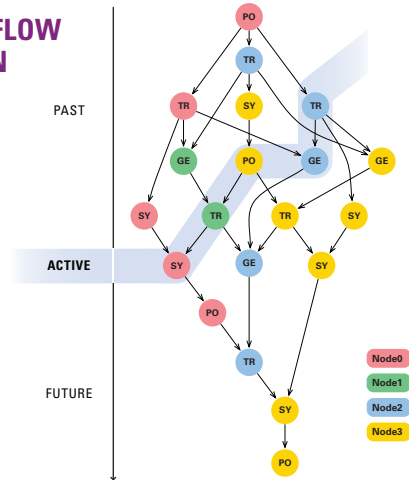 FLOW
N
PO
TR
PAST
TR
SY
TR
GE
PO
GE
GE
SY
TR
TR
SY
ACTIVE
SY
GE
SY
PO
Node0
TR
Node1
FUTURE
Node2
SY
Node3
PO